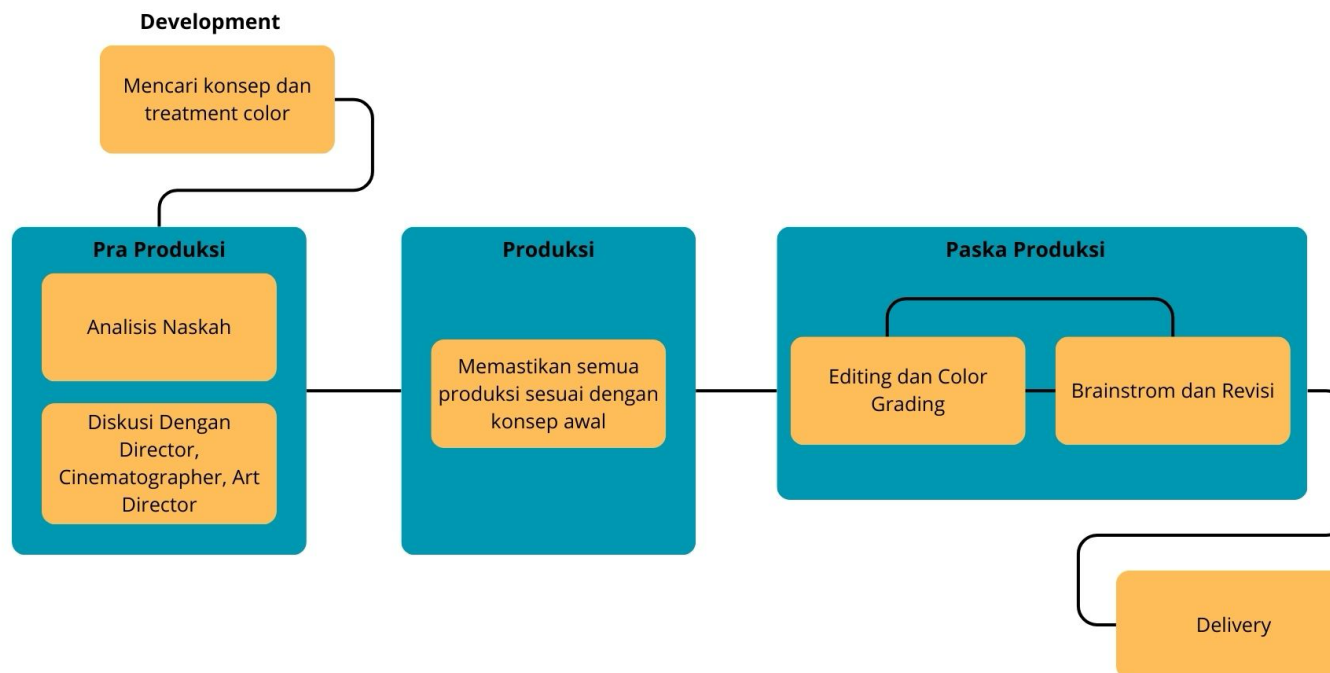 Development
Mencari konsep dan
treatment color
Pra Produksi
Analisis Naskah
Diskusi Dengan
Director,
Cinematographer, Art
Director
Produksi
Memastikan semua
produksi sesuai dengan
konsep awal
Paska Produksi
Editing dan Color
Grading
Brainstrom dan Revisi
Delivery